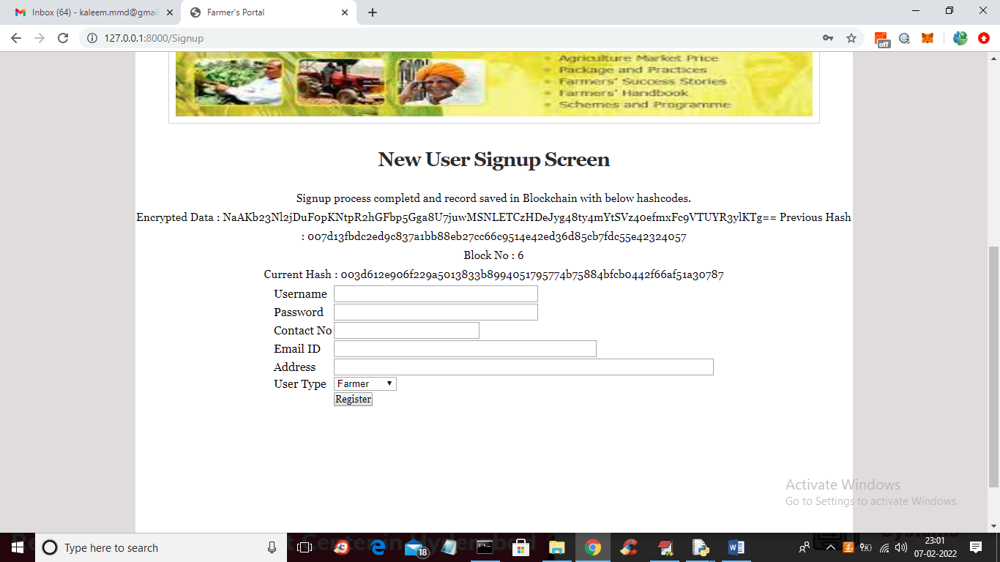 Inbox (64) - kaleem.mmd@gmail
Farmer's Portal
127.0.0.1:8000/Signup
off
Agriculture Market Price
Package and Practices
Farmers' Success Stories
Farmers' Handbook
Schemes and Programme
New User Signup Screen
Signup process completd and record saved in Blockchain with below hashcodes.
Encrypted Data : NaAKb23Nl2jDuF0pKNtpR2hGFbp5Gga8U7juwMSNLETCzHDeJyg48ty4mYtSVz40efmxFc9VTUYR3ylKTg== Previous Hash
: 007d13fbdc2ed9c837a1bb88eb27cc66c9514e42ed36d85cb7fdc55e42324057
Block No : 6
Current Hash : 003d612e906f229a5013833b8994051795774b75884bfcb0442f66af51a30787
Username
Password
Contact No
Email ID
Address
User Type Farmer
Register
Activate Windows
Go to Settings to activate Windows.
Type here to search
18
23:01
07-02-2022